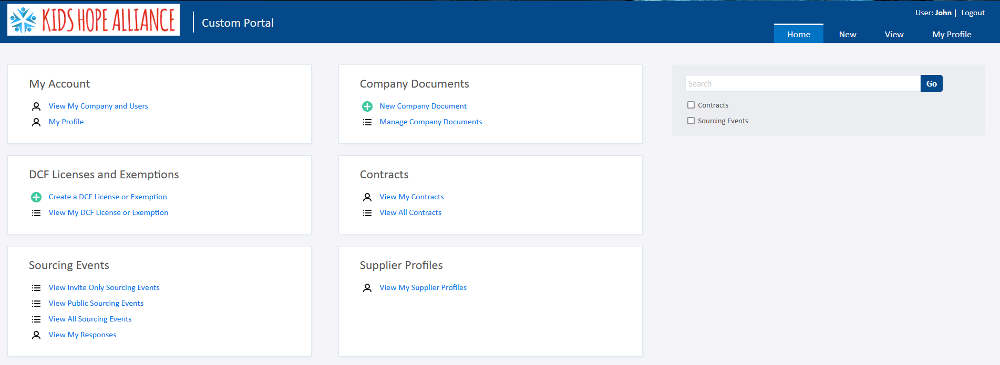 KIDS HOPE ALLIANCE
Custom Portal
User: John | Logout
Home New View My Profile
My Account
View My Company and Users
My Profile
Company Documents
New Company Document
Manage Company Documents
Search Go
Contracts
Sourcing Events
DCF Licenses and Exemptions
Create a DCF License or Exemption
View My DCF License or Exemption
Contracts
View My Contracts
View All Contracts
Sourcing Events
View Invite Only Sourcing Events
View Public Sourcing Events
View All Sourcing Events
View My Responses
Supplier Profiles
View My Supplier Profiles